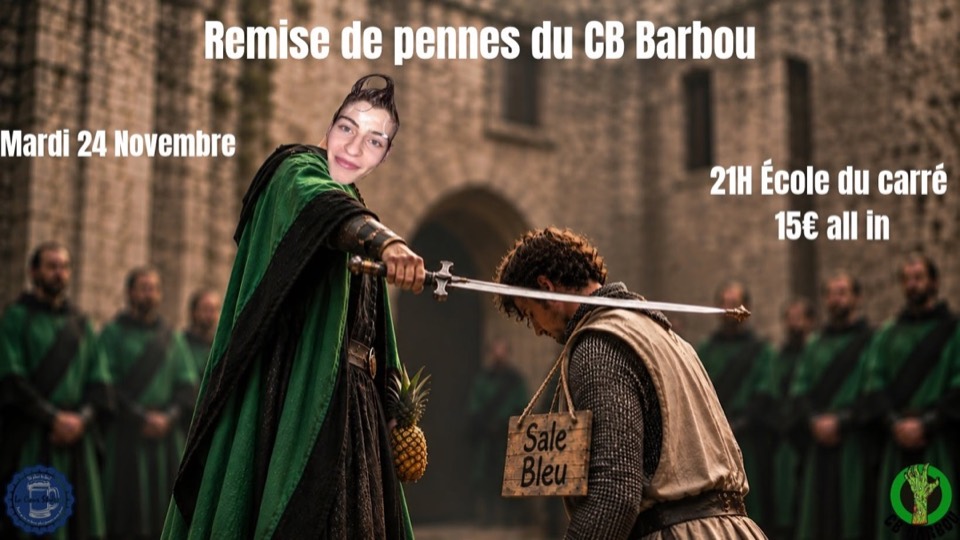 Remise de pennes du CB Barbou
Mardi 24 Novembre
21H École du carré
15€ all in
Sale
Bleu